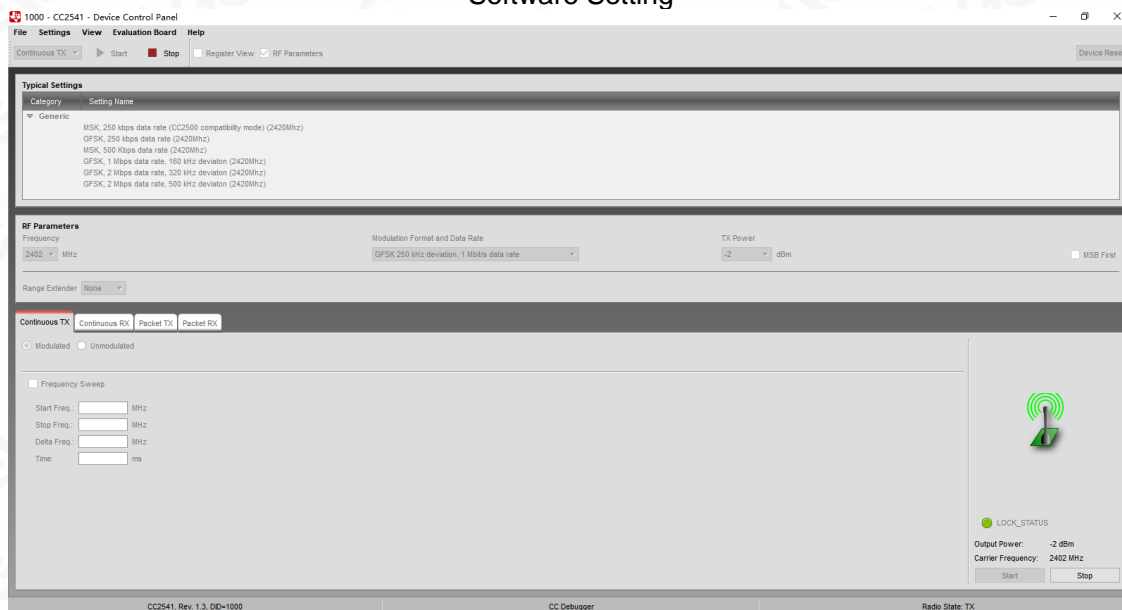 Software Setting
1000 - CC2541 - Device Control Panel
File Settings View Evaluation Board Help
Continuous TX Start Stop Register View RF Parameters Device Rese
Typical Settings
Category Setting Name
Generic
MSK, 250 kbps data rate (CC2500 compatibility mode) (2420Mhz)
GFSK, 250 kbps data rate (2420Mhz)
MSK, 500 Kbps data rate (2420Mhz)
GFSK, 1 Mbps data rate, 160 kHz deviaton (2420Mhz)
GFSK, 2 Mbps data rate, 320 kHz deviaton (2420Mhz)
GFSK, 2 Mbps data rate, 500 kHz deviaton (2420Mhz)
RF Parameters
Frequency Modulation Format and Data Rate TX Power
2402 MHz GFSK 250 kHz deviation, 1 Mbit/s data rate -2 dBm MSB First
Range Extender None
Continuous TX Continuous RX Packet TX Packet RX
Modulated Unmodulated
Frequency Sweep
Start Freq.: MHz
Stop Freq.: MHz
Delta Freq.: MHz
Time: ms
LOCK_STATUS
Output Power: -2 dBm
Carrier Frequency: 2402 MHz
Start Stop
CC2541, Rev. 1.3, DID=1000 CC Debugger Radio State: TX